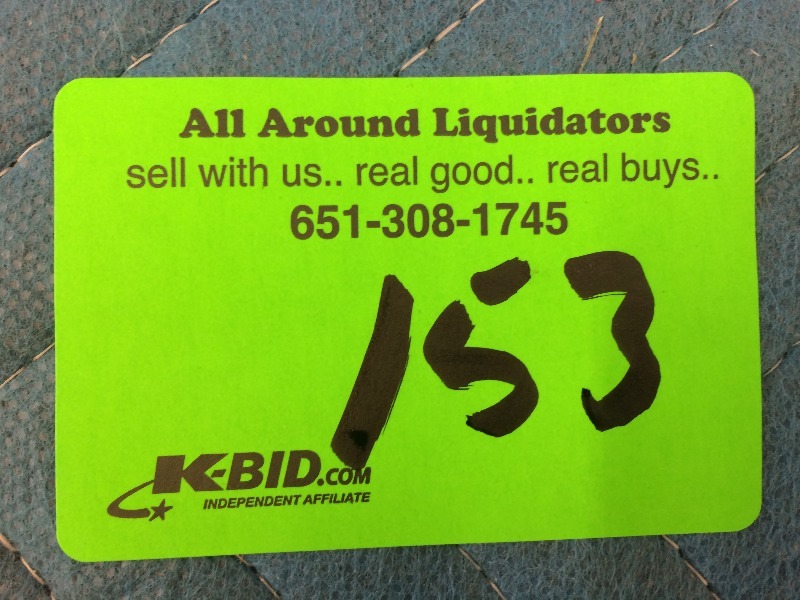 All Around Liquidators
sell with us.. real good.. real buys..
651-308-1745
153
K-BID.COM
INDEPENDENT AFFILIATE